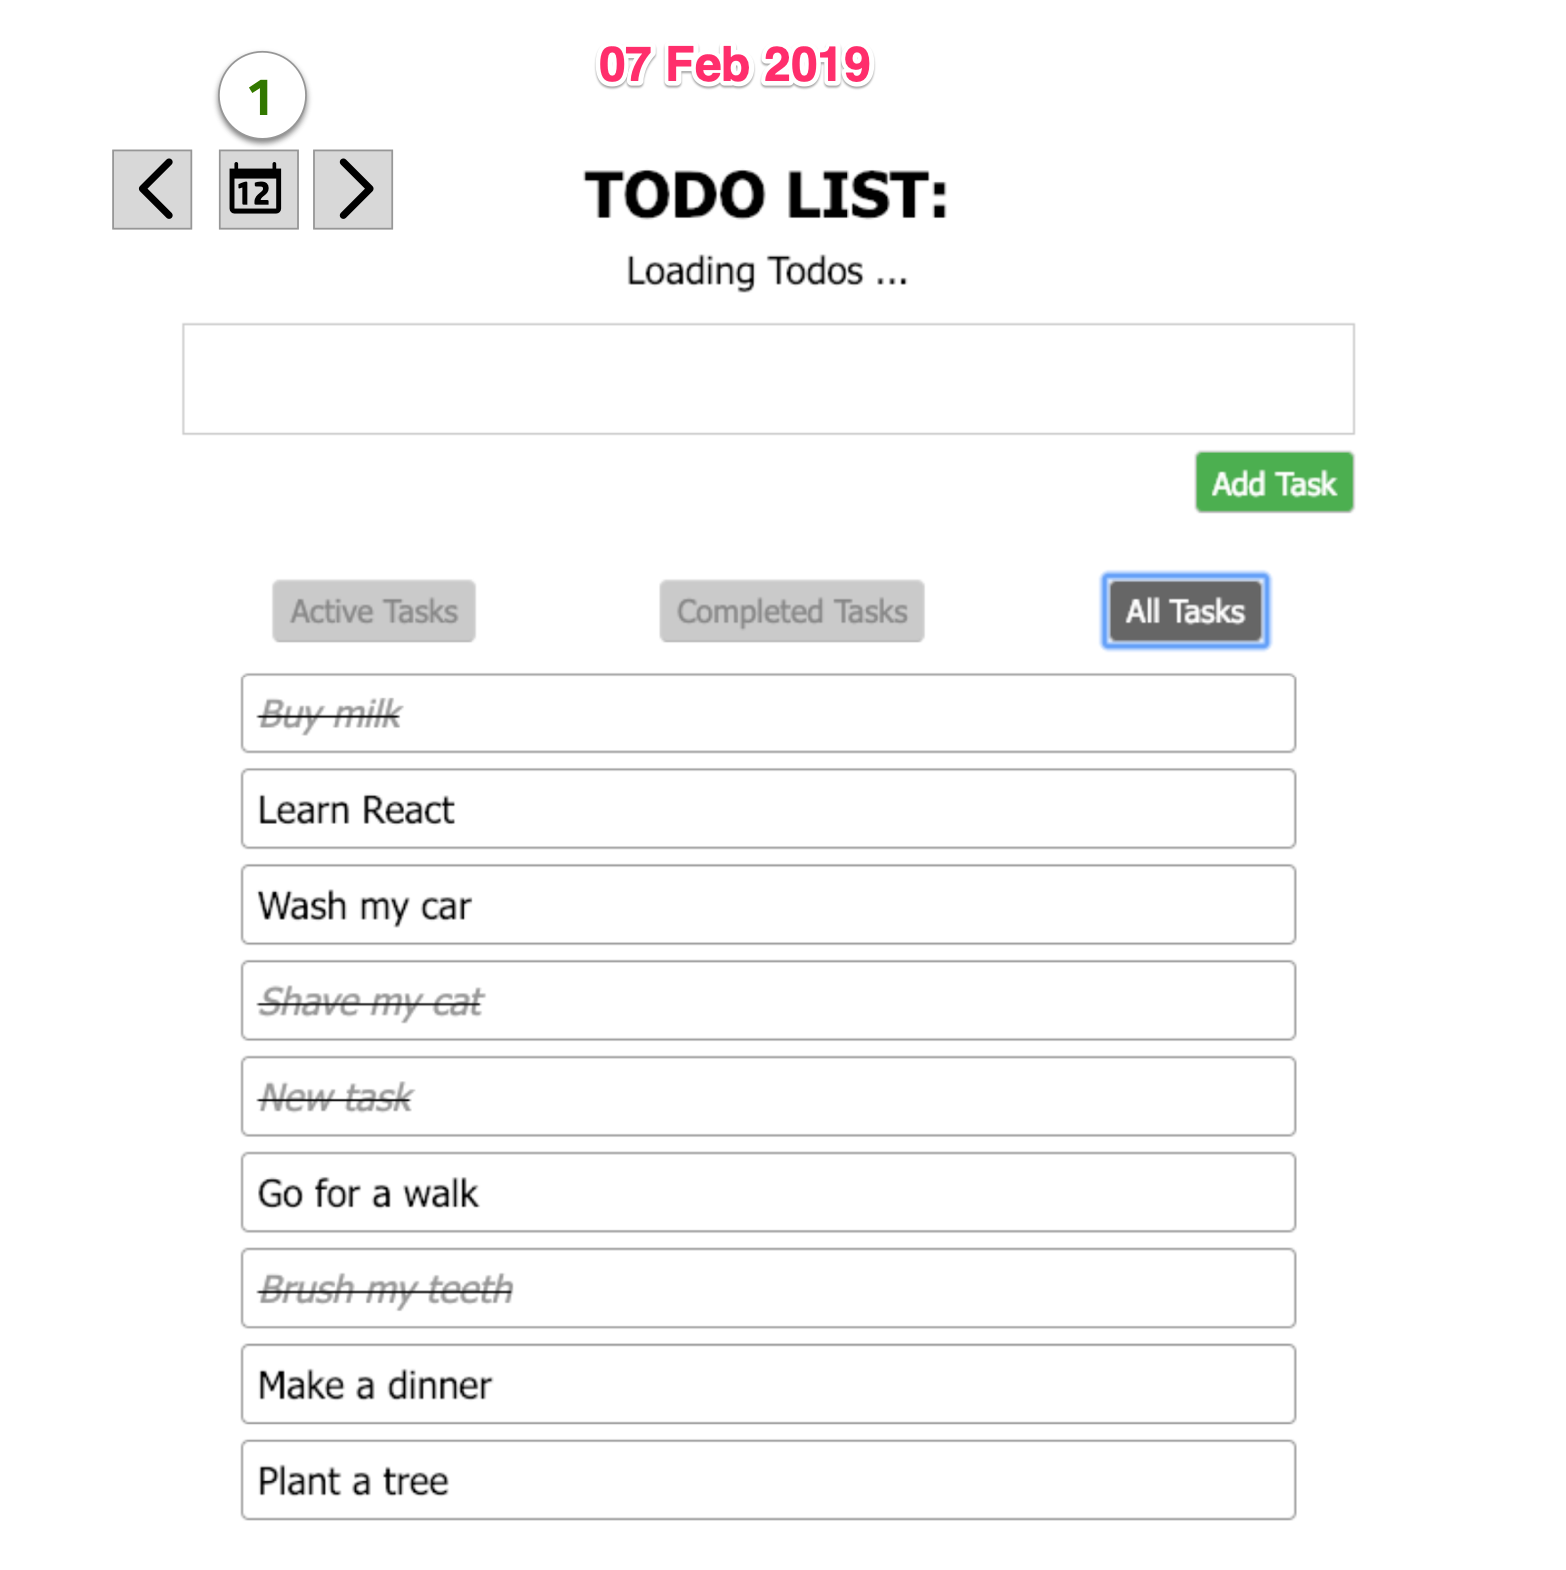 07 Feb 2019
1
12
TODO LIST:
Loading Todos ...
Add Task
Active Tasks
Completed Tasks
All Tasks
Buy milk
Learn React
Wash my car
Shave my cat
New task
Go for a walk
Brush my teeth
Make a dinner
Plant a tree